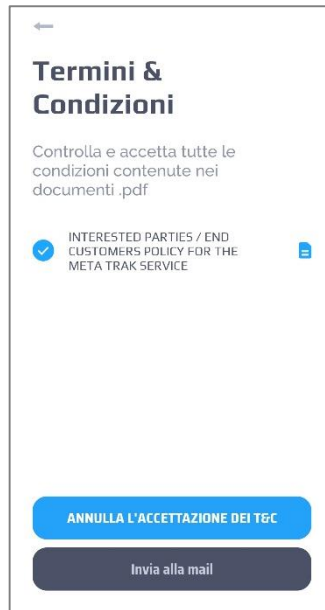 Termini &
Condizioni
Controlla e accetta tutte le
condizioni contenute nei
documenti .pdf
INTERESTED PARTIES / END
CUSTOMERS POLICY FOR THE
META TRAK SERVICE
ANNULLA L'ACCETTAZIONE DEI T&C
Invia alla mail